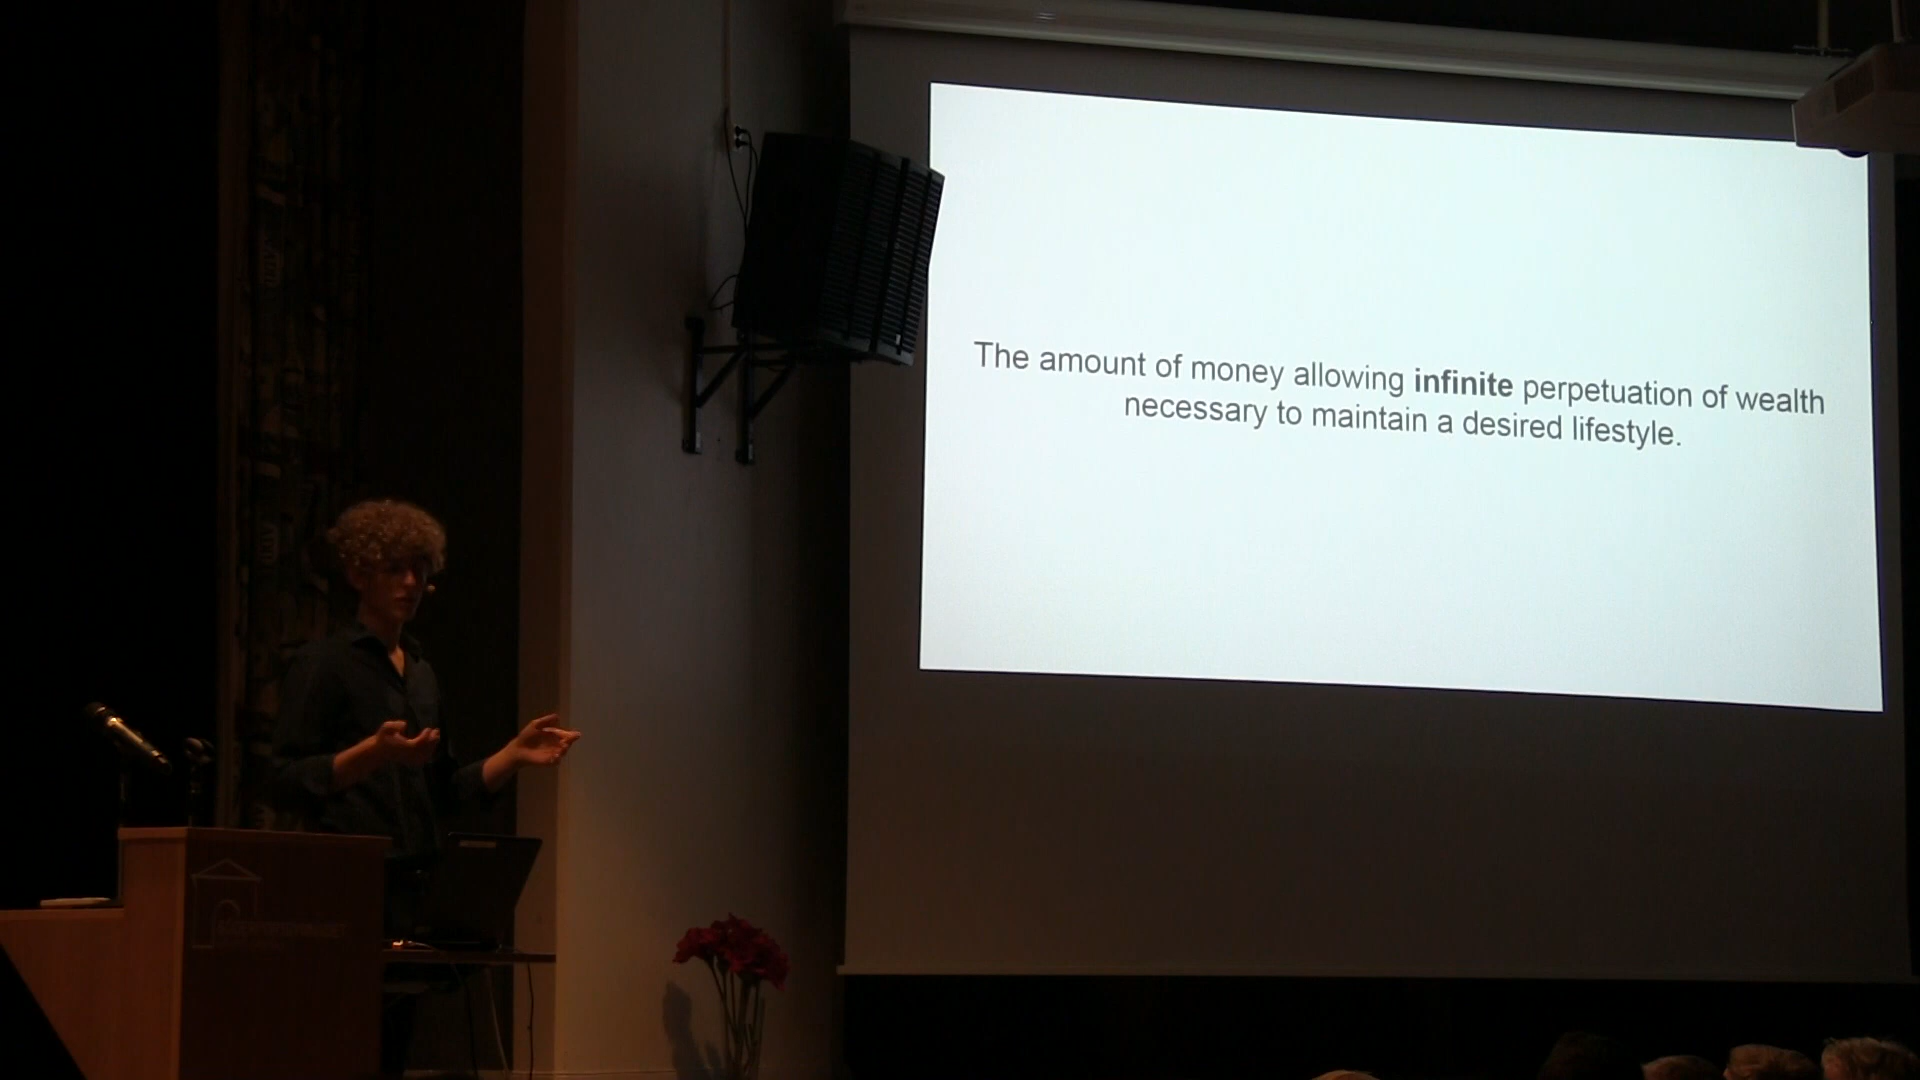 The amount of money allowing infinite perpetuation of wealth
necessary to maintain a desired lifestyle.